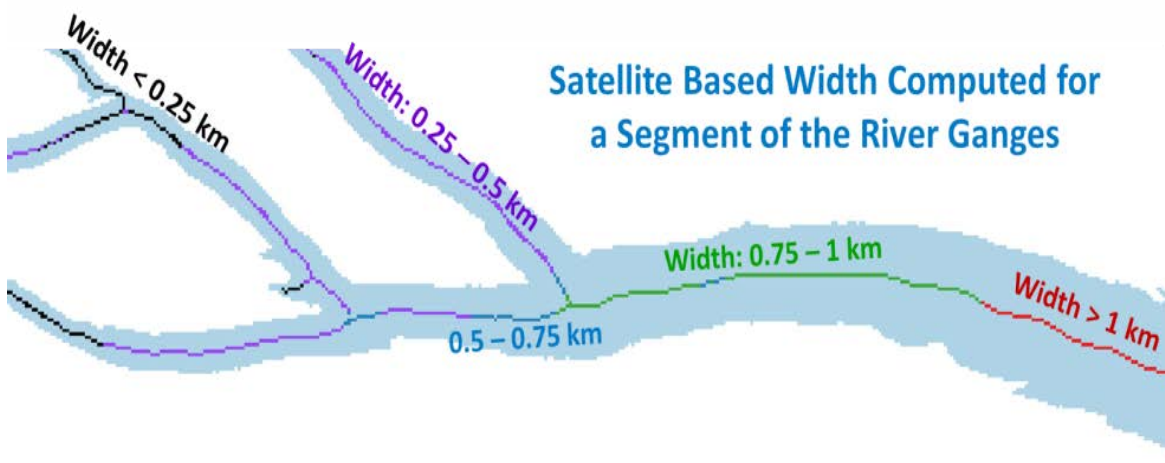 Width < 0.25 km
Width: 0.25 – 0.5 km
Satellite Based Width Computed for
a Segment of the River Ganges
Width: 0.75 – 1 km
Width > 1 km
0.5 – 0.75 km